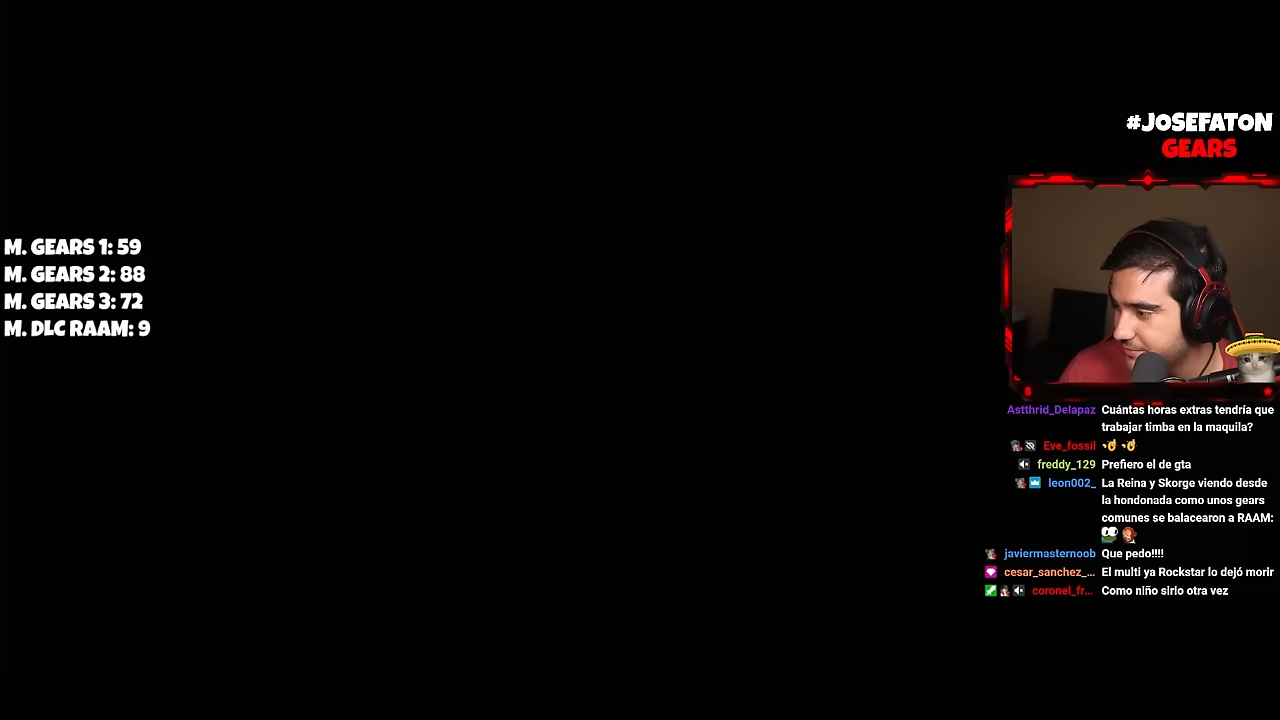 #JOSEFATON
GEARS
M. GEARS 1: 59
M. GEARS 2: 88
M. GEARS 3: 72
M. DLC RAAM: 9
Astthrid_Delapaz Cuántas horas extras tendría que
trabajar timba en la maquila?
Eve_fossil
freddy_129 Prefiero el de gta
leon002_ La Reina y Skorge viendo desde
la hondonada como unos gears
comunes se balacearon a RAAM:
javiermasternoob Que pedo!!!!
cesar_sanchez_... El multi ya Rockstar lo dejó morir
coronel_fr... Como niño sirio otra vez